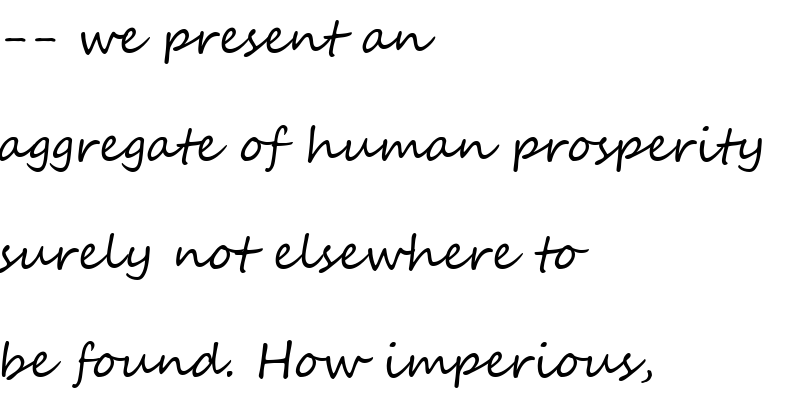 -- we present an
aggregate of human prosperity
surely not elsewhere to
be found. How imperious,